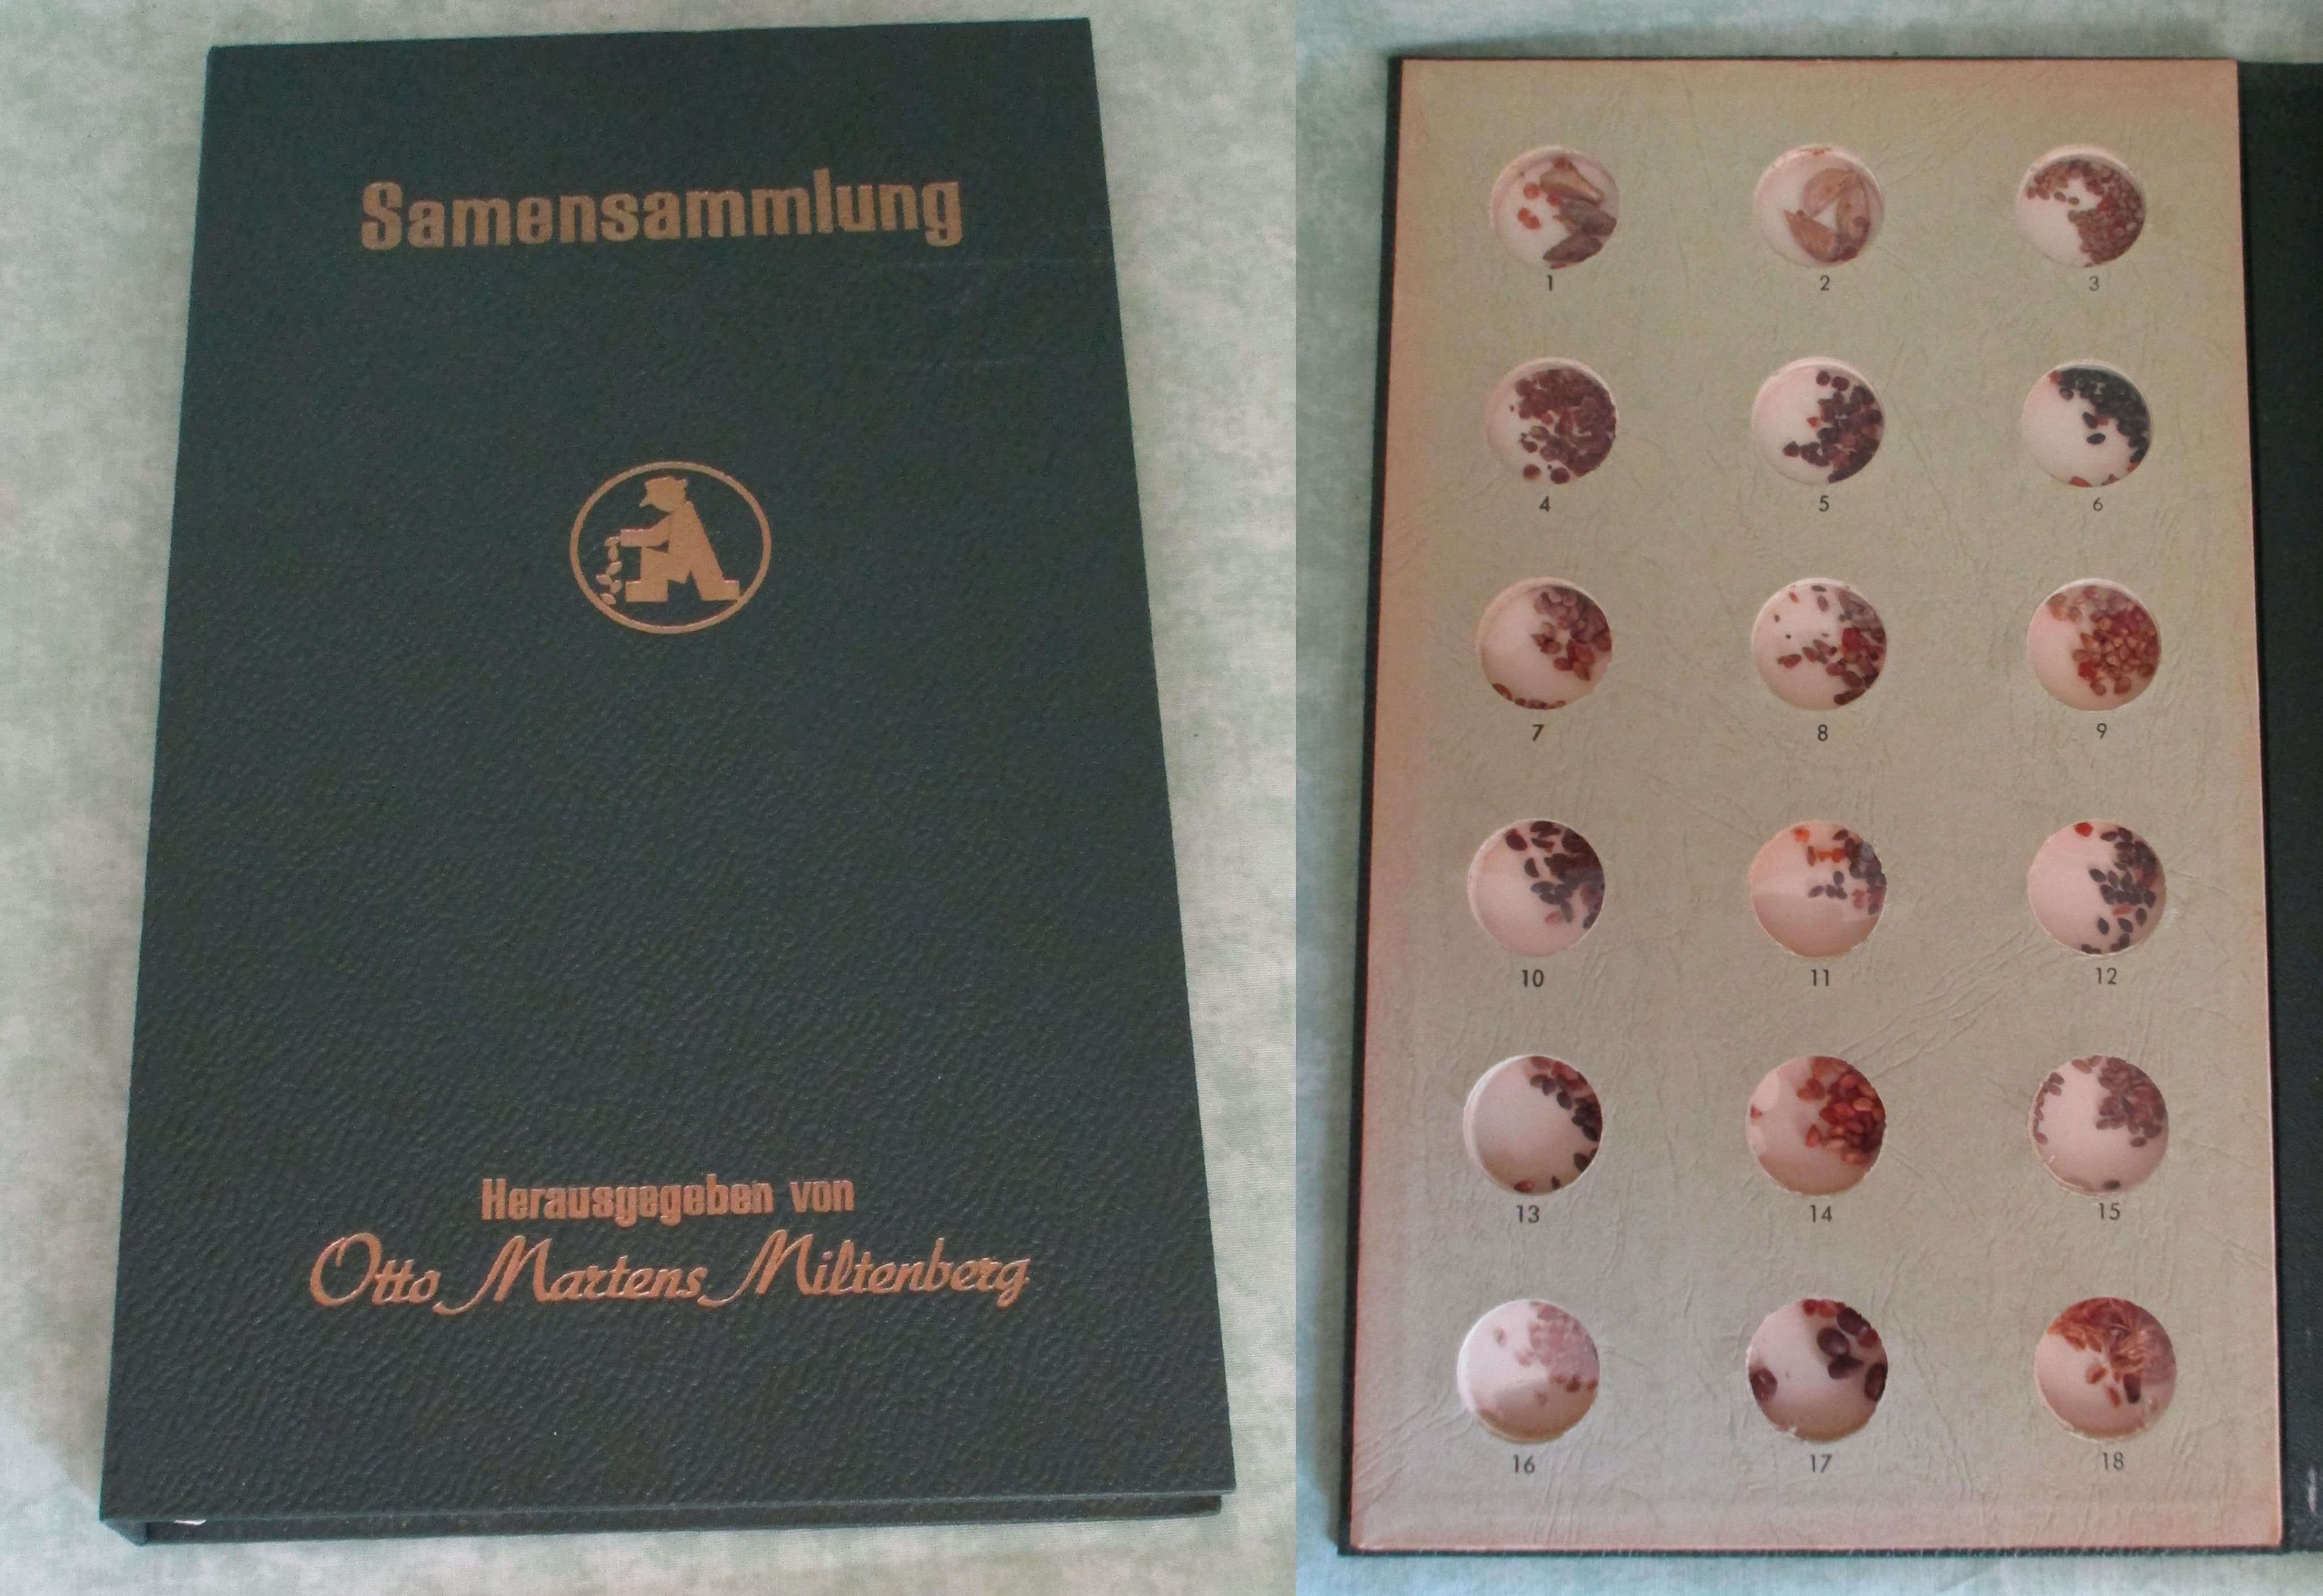 Samensammlung
Herausgegeben von
Otto Martens Miltenberg
1 2 3
4 5 6
7 8 9
10 11 12
13 14 15
16 17 18